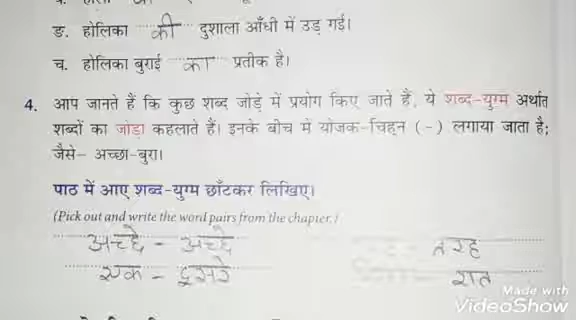 ङ. होलिका की दुशाला आँधी में उड़ गई।
च. होलिका बुराई का प्रतीक है।
4. आप जानते हैं कि कुछ शब्द जोड़े में प्रयोग किए जाते हैं, ये शब्द-युग्म अर्थात
शब्दों का जोड़ा कहलाते हैं। इनके बीच में योजक-चिह्न (-) लगाया जाता है;
जैसे- अच्छा-बुरा।
पाठ में आए शब्द-युग्म छाँटकर लिखिए।
(Pick out and write the word pairs from the chapter.)
अच्छे - अच्छे तरह
एक - दूसरे रात
Made with
VideoShow